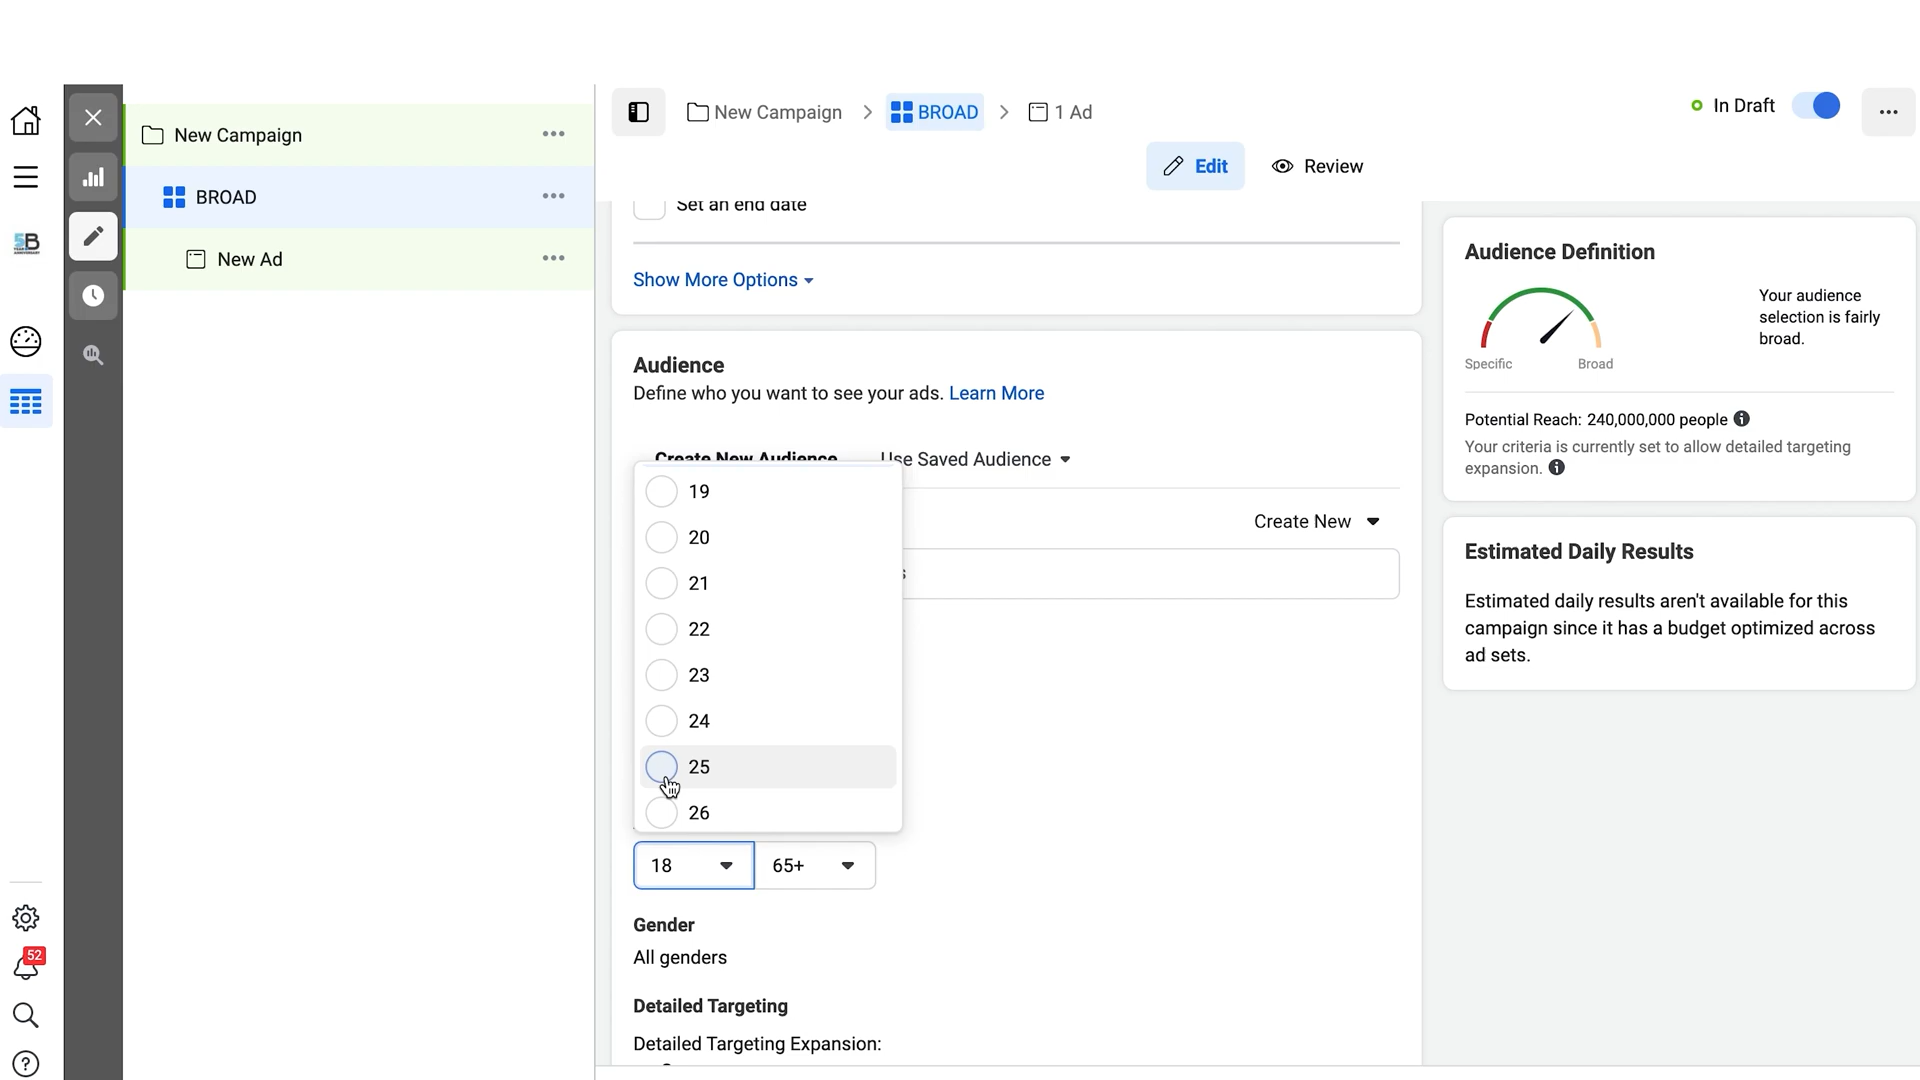 New Campaign
BROAD
New Ad
52
New Campaign
BROAD
1 Ad
In Draft
Edit
Review
Set an end date
Show More Options
Audience
Define who you want to see your ads. Learn More
Create New Audience
Use Saved Audience
Create New
s
19
20
21
22
23
24
25
26
18
65+
Gender
All genders
Detailed Targeting
Detailed Targeting Expansion:
Audience Definition
Specific
Broad
Your audience
selection is fairly
broad.
Potential Reach: 240,000,000 people
Your criteria is currently set to allow detailed targeting
expansion.
Estimated Daily Results
Estimated daily results aren't available for this
campaign since it has a budget optimized across
ad sets.